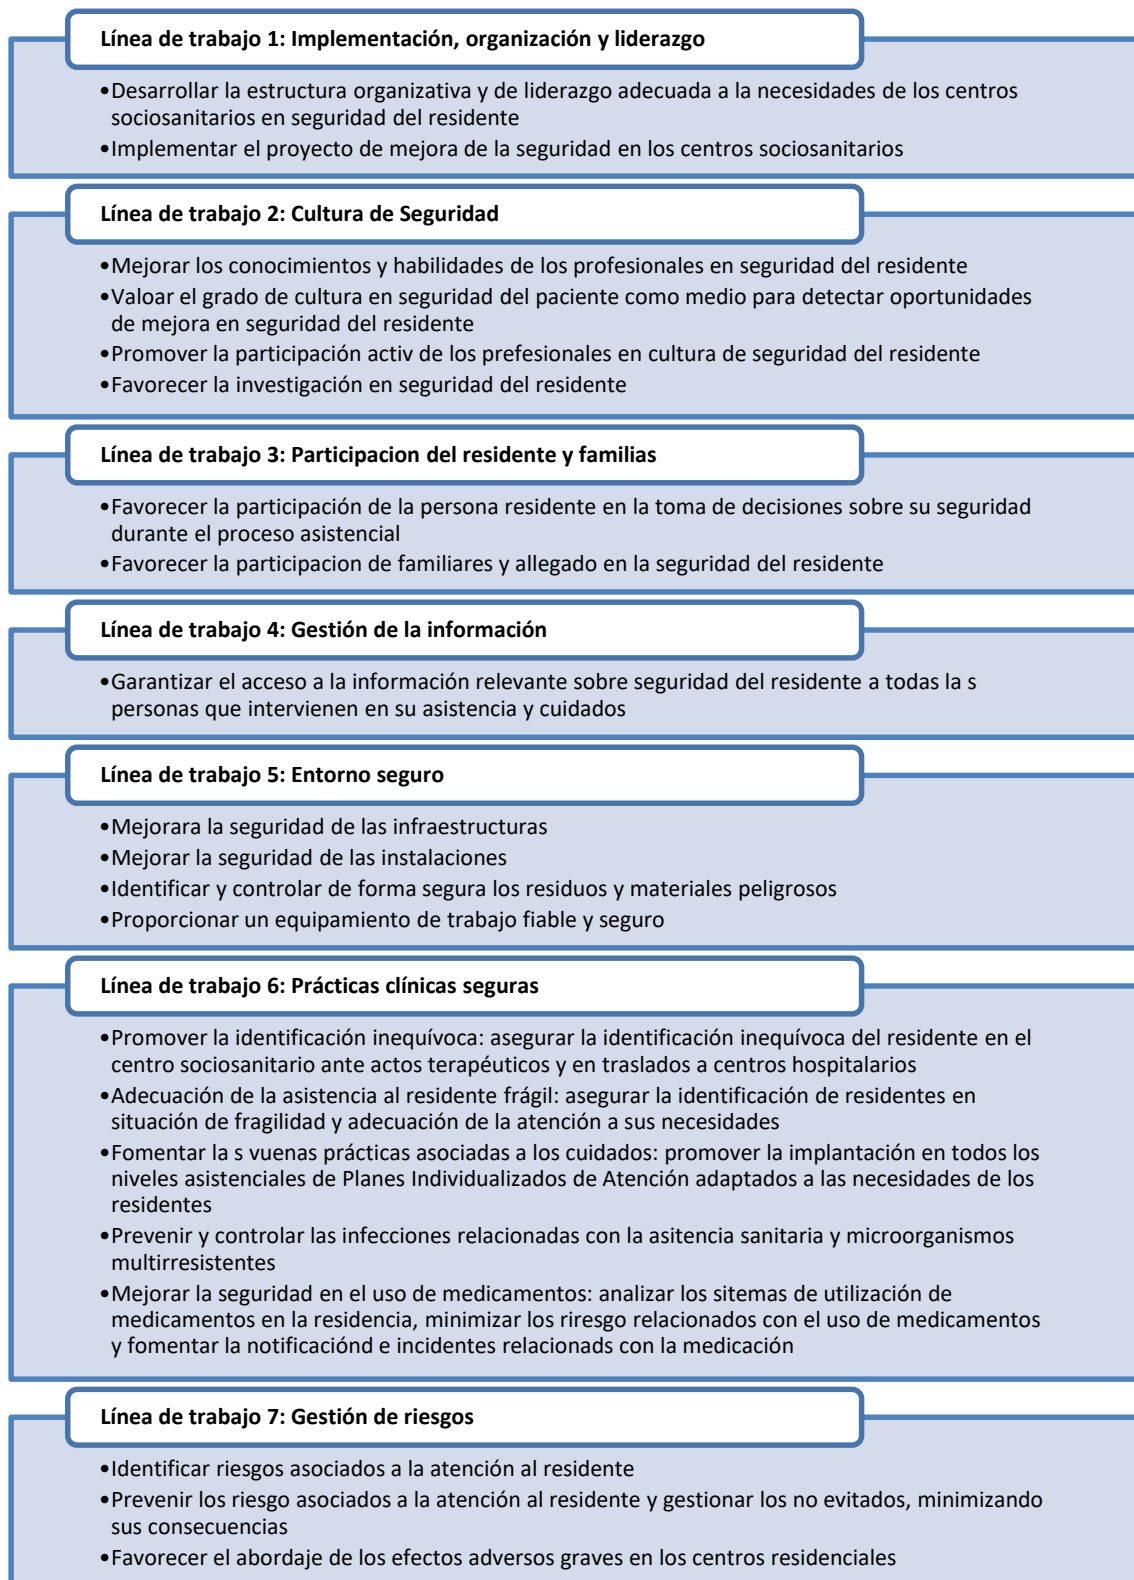 Línea de trabajo 1: Implementación, organización y liderazgo
•Desarrollar la estructura organizativa y de liderazgo adecuada a la necesidades de los centros
sociosanitarios en seguridad del residente
•Implementar el proyecto de mejora de la seguridad en los centros sociosanitarios
Línea de trabajo 2: Cultura de Seguridad
•Mejorar los conocimientos y habilidades de los profesionales en seguridad del residente
•Valoar el grado de cultura en seguridad del paciente como medio para detectar oportunidades
de mejora en seguridad del residente
•Promover la participación activ de los prefesionales en cultura de seguridad del residente
•Favorecer la investigación en seguridad del residente
Línea de trabajo 3: Participacion del residente y familias
•Favorecer la participación de la persona residente en la toma de decisiones sobre su seguridad
durante el proceso asistencial
•Favorecer la participacion de familiares y allegado en la seguridad del residente
Línea de trabajo 4: Gestión de la información
•Garantizar el acceso a la información relevante sobre seguridad del residente a todas la s
personas que intervienen en su asistencia y cuidados
Línea de trabajo 5: Entorno seguro
•Mejorara la seguridad de las infraestructuras
•Mejorar la seguridad de las instalaciones
•Identificar y controlar de forma segura los residuos y materiales peligrosos
•Proporcionar un equipamiento de trabajo fiable y seguro
Línea de trabajo 6: Prácticas clínicas seguras
•Promover la identificación inequívoca: asegurar la identificación inequívoca del residente en el
centro sociosanitario ante actos terapéuticos y en traslados a centros hospitalarios
•Adecuación de la asistencia al residente frágil: asegurar la identificación de residentes en
situación de fragilidad y adecuación de la atención a sus necesidades
•Fomentar la s vuenas prácticas asociadas a los cuidados: promover la implantación en todos los
niveles asistenciales de Planes Individualizados de Atención adaptados a las necesidades de los
residentes
•Prevenir y controlar las infecciones relacionadas con la asitencia sanitaria y microorganismos
multirresistentes
•Mejorar la seguridad en el uso de medicamentos: analizar los sitemas de utilización de
medicamentos en la residencia, minimizar los riresgo relacionados con el uso de medicamentos
y fomentar la notificaciónd e incidentes relacionads con la medicación
Línea de trabajo 7: Gestión de riesgos
•Identificar riesgos asociados a la atención al residente
•Prevenir los riesgo asociados a la atención al residente y gestionar los no evitados, minimizando
sus consecuencias
•Favorecer el abordaje de los efectos adversos graves en los centros residenciales